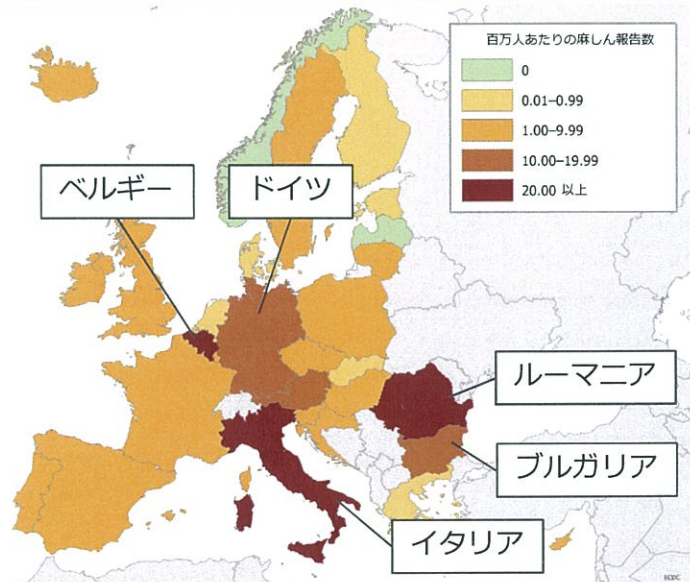 百万人あたりの麻しん報告数
0
0.01–0.99
1.00–9.99
10.00–19.99
20.00 以上
ベルギー
ドイツ
ルーマニア
ブルガリア
イタリア
ECDC